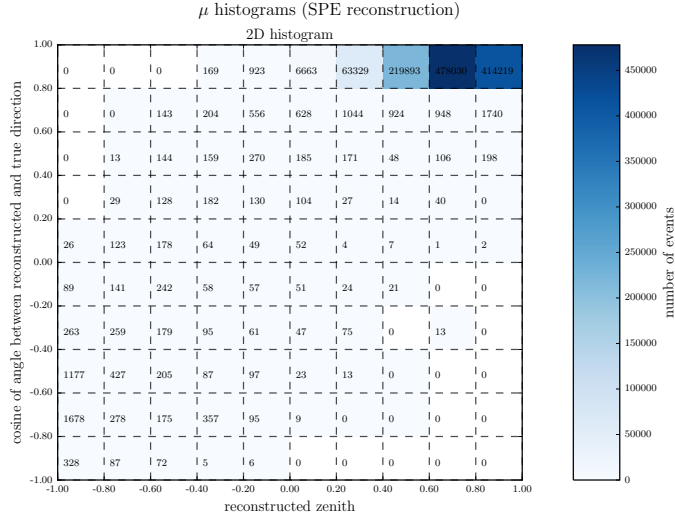 μ histograms (SPE reconstruction)
2D histogram
cosine of angle between reconstructed and true direction
1.00
0 0 0 169 923 6663 63329 219893 478030 414219
0.80
0 0 143 204 556 628 1044 924 948 1740
0.60
0 13 144 159 270 185 171 48 106 198
0.40
0 29 128 182 130 104 27 14 40 0
0.20
26 123 178 64 49 52 4 7 1 2
0.00
89 141 242 58 57 51 24 21 0 0
-0.20
263 259 179 95 61 47 75 0 13 0
-0.40
1177 427 205 87 97 23 13 0 0 0
-0.60
1678 278 175 357 95 9 0 0 0 0
-0.80
328 87 72 5 6 0 0 0 0 0
-1.00
-1.00 -0.80 -0.60 -0.40 -0.20 0.00 0.20 0.40 0.60 0.80 1.00
reconstructed zenith
450000
400000
350000
300000
250000
200000
150000
100000
50000
0
number of events